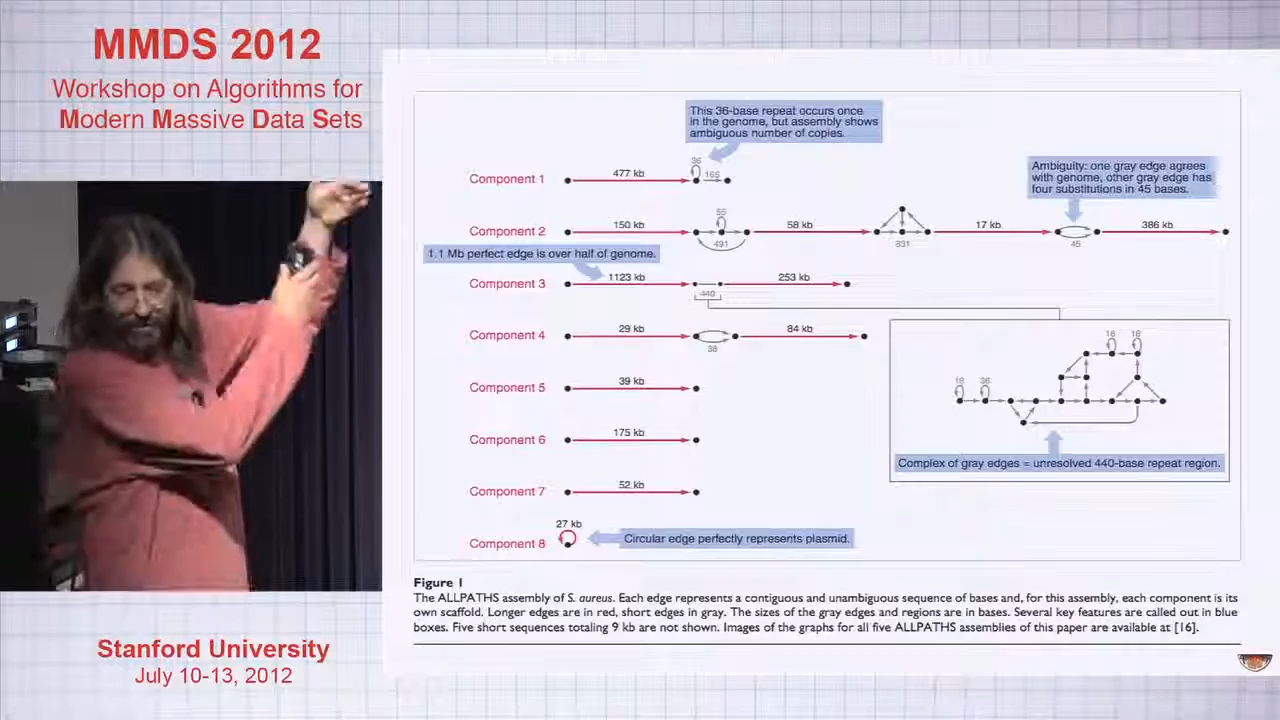 MMDS 2012
Workshop on Algorithms for
Modern Massive Data Sets
This 36-base repeat occurs once
in the genome, but assembly shows
ambiguous number of copies.
Ambiguity: one gray edge agrees
with genome, other gray edge has
four substitutions in 45 bases.
Component 1
477 kb
36
165
Component 2
150 kb
55
491
58 kb
831
17 kb
45
386 kb
1.1 Mb perfect edge is over half of genome.
Component 3
1123 kb
440
253 kb
Component 4
29 kb
38
84 kb
16 16
16 36
Complex of gray edges = unresolved 440-base repeat region.
Component 5
39 kb
Component 6
175 kb
Component 7
52 kb
Component 8
27 kb
Circular edge perfectly represents plasmid.
Figure 1
The ALLPATHS assembly of S. aureus. Each edge represents a contiguous and unambiguous sequence of bases and, for this assembly, each component is its
own scaffold. Longer edges are in red, short edges in gray. The sizes of the gray edges and regions are in bases. Several key features are called out in blue
boxes. Five short sequences totaling 9 kb are not shown. Images of the graphs for all five ALLPATHS assemblies of this paper are available at [16].
Stanford University
July 10-13, 2012